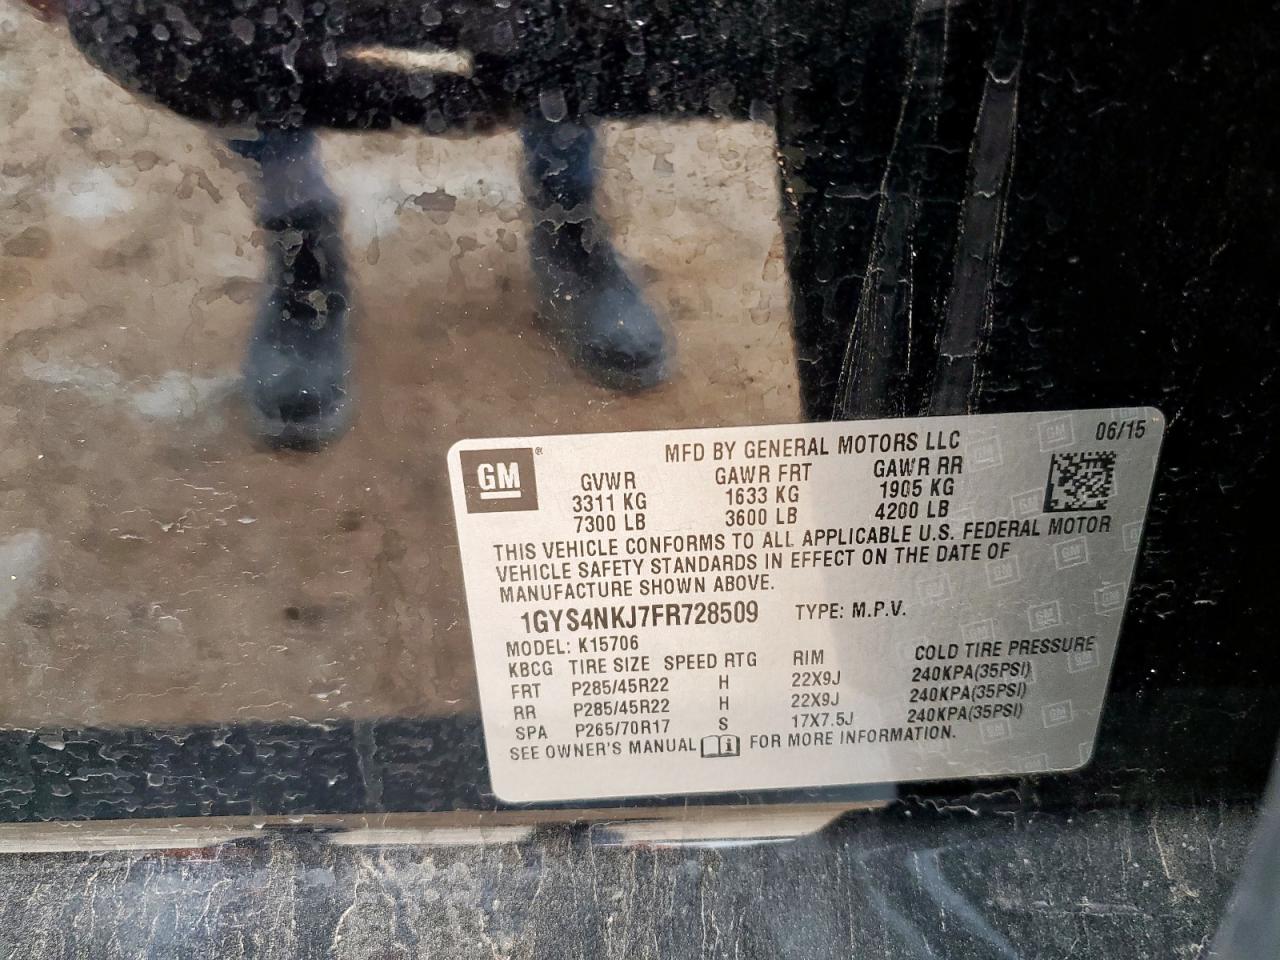 GM®
MFD BY GENERAL MOTORS LLC 06/15
GVWR GAWR FRT GAWR RR
3311 KG 1633 KG 1905 KG
7300 LB 3600 LB 4200 LB
THIS VEHICLE CONFORMS TO ALL APPLICABLE U.S. FEDERAL MOTOR
VEHICLE SAFETY STANDARDS IN EFFECT ON THE DATE OF
MANUFACTURE SHOWN ABOVE.
1GYS4NKJ7FR728509 TYPE: M.P.V.
MODEL: K15706
KBCG TIRE SIZE SPEED RTG RIM COLD TIRE PRESSURE
FRT P285/45R22 H 22X9J 240KPA(35PSI)
RR P285/45R22 H 22X9J 240KPA(35PSI)
SPA P265/70R17 S 17X7.5J 240KPA(35PSI)
SEE OWNER'S MANUAL FOR MORE INFORMATION.